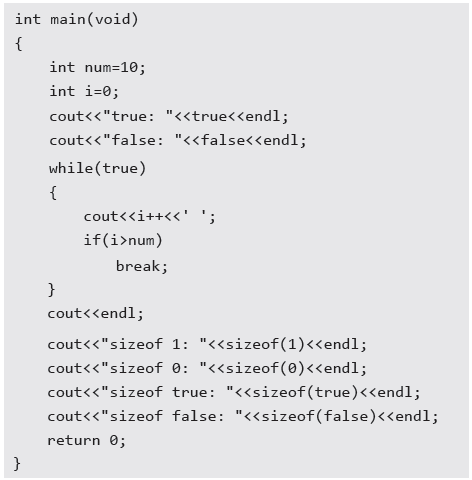 int main(void)
{
    int num=10;
    int i=0;
    cout<<"true: "<<true<<endl;
    cout<<"false: "<<false<<endl;
    while(true)
    {
        cout<<i++<<' ';
        if(i>num)
            break;
    }
    cout<<endl;
    cout<<"sizeof 1: "<<sizeof(1)<<endl;
    cout<<"sizeof 0: "<<sizeof(0)<<endl;
    cout<<"sizeof true: "<<sizeof(true)<<endl;
    cout<<"sizeof false: "<<sizeof(false)<<endl;
    return 0;
}